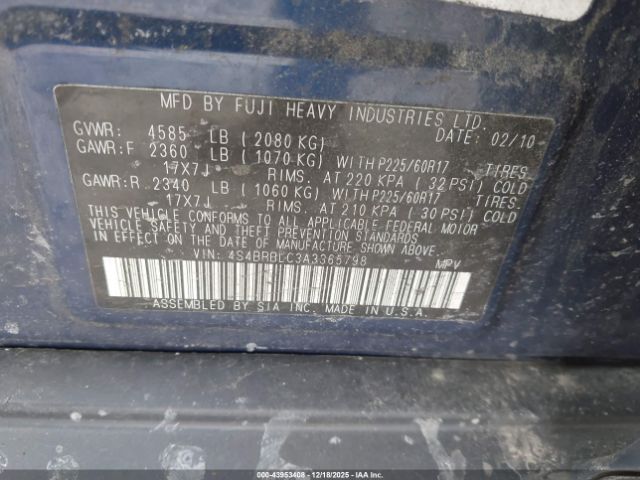 MFD BY FUJI HEAVY INDUSTRIES LTD.
GVWR: 4585 LB (2080 KG) DATE: 02/10
GAWR:F 2360 LB (1070 KG) WITH P225/60R17 TIRES
17X7J RIMS. AT 220 KPA (32 PSI) COLD
GAWR:R 2340 LB (1060 KG) WITH P225/60R17 TIRES
17X7J RIMS. AT 210 KPA (30 PSI) COLD
THIS VEHICLE CONFORMS TO ALL APPLICABLE FEDERAL MOTOR
VEHICLE SAFETY AND THEFT PREVENTION STANDARDS
IN EFFECT ON THE DATE OF MANUFACTURE SHOWN ABOVE.
VIN: 4S4BRBLC3A3365798 MPV
ASSEMBLED BY SIA INC. MADE IN U.S.A.
000-43953408 - 12/18/2025 - IAAI.COM